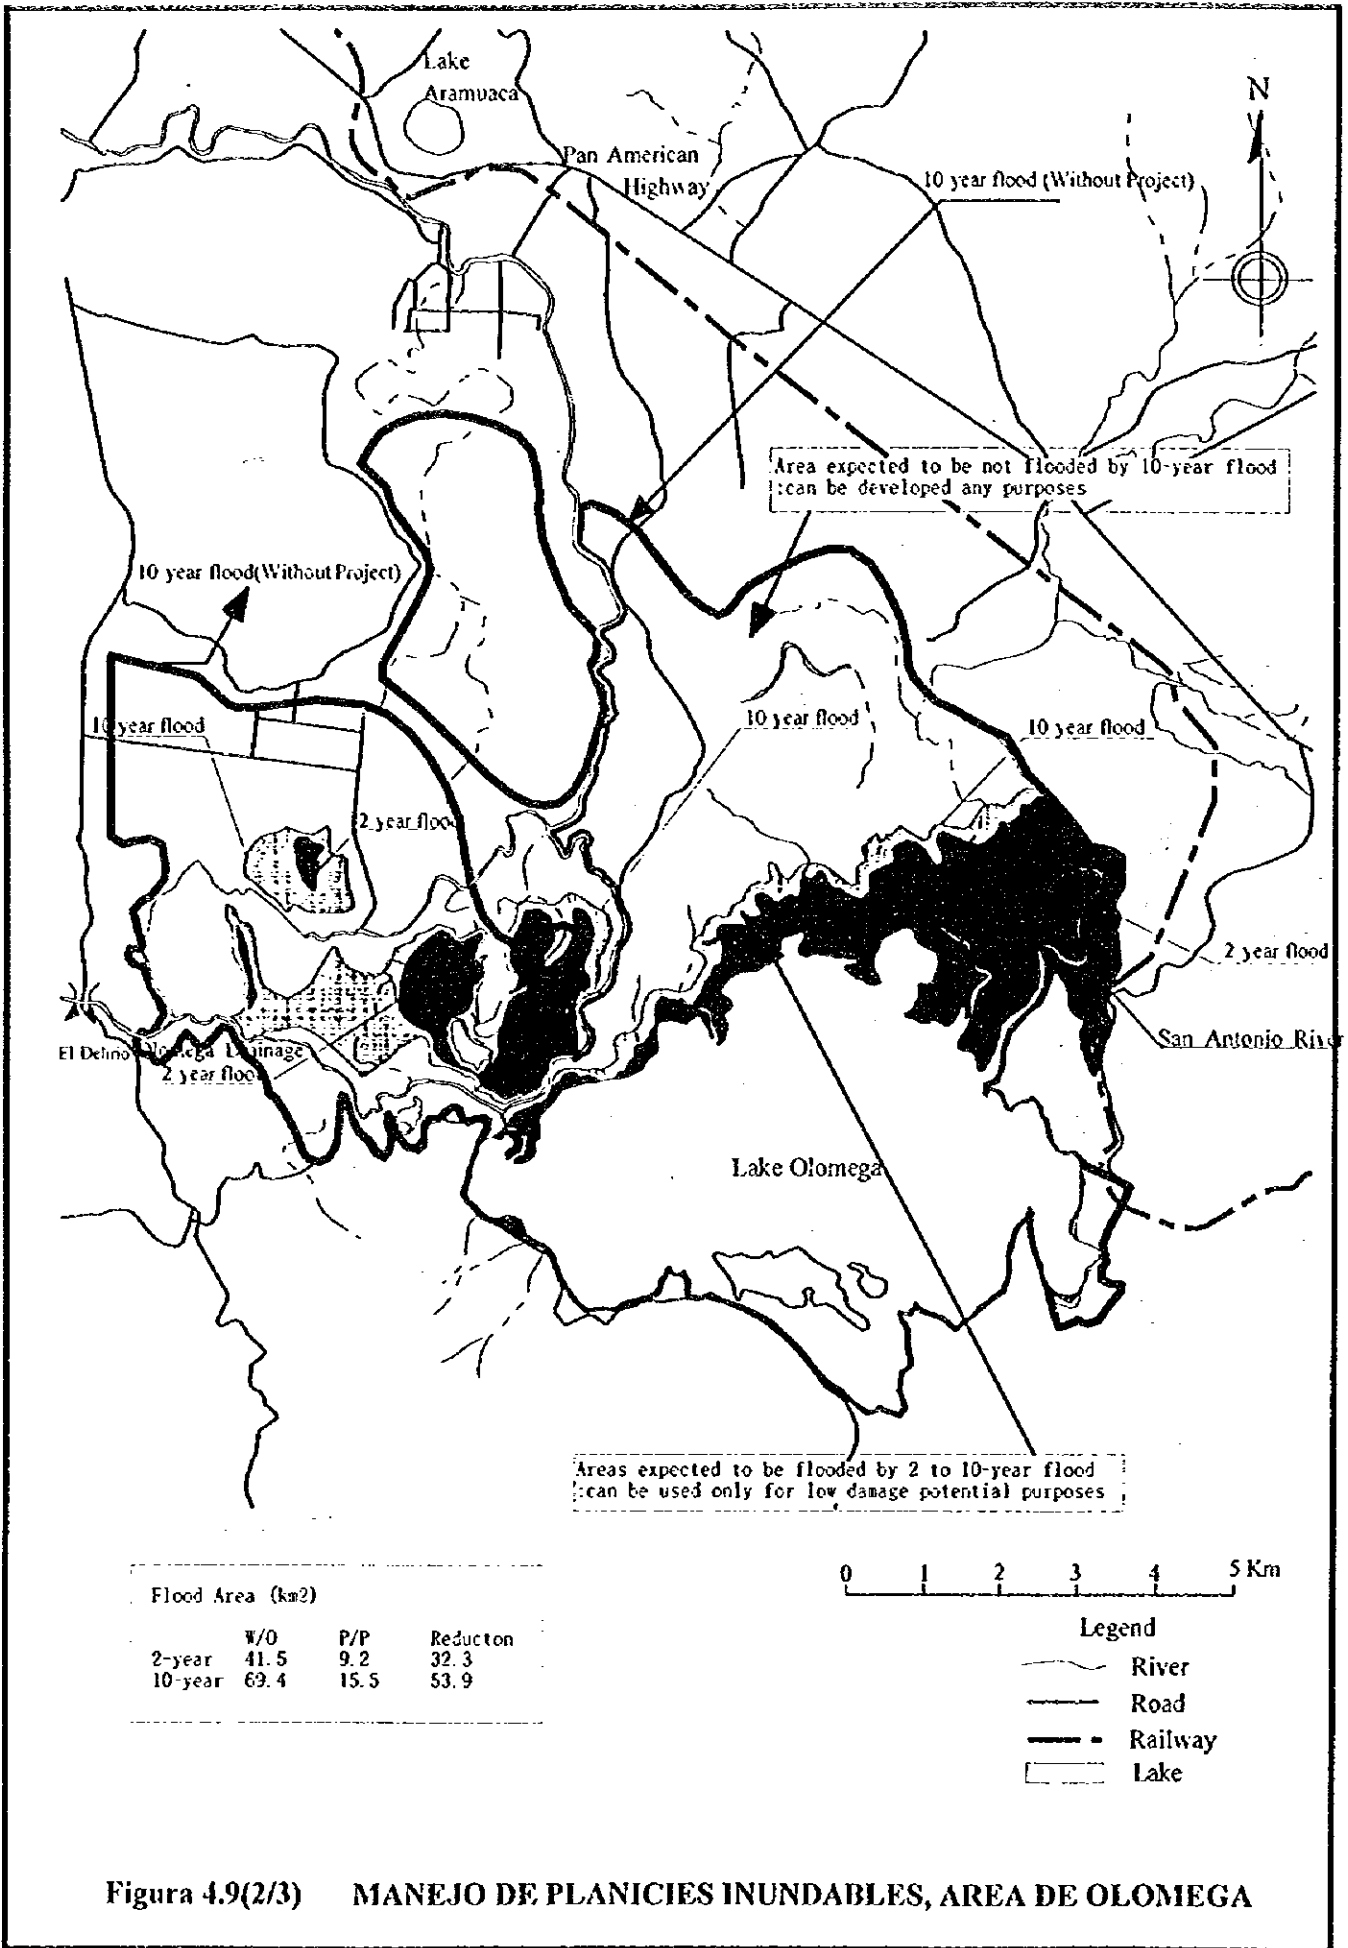 Lake
Aramuaca
N
Pan American
Highway
10 year flood (Without Project)
Area expected to be not flooded by 10-year flood
:can be developed any purposes
10 year flood(Without Project)
10 year flood
10 year flood
10 year flood
2 year flood
2 year flood
San Antonio River
El Delirio Olomega Drainage
2 year flood
Lake Olomega
Areas expected to be flooded by 2 to 10-year flood
:can be used only for low damage potential purposes
Flood Area (km2)
W/O P/P Reducton
2-year 41.5 9.2 32.3
10-year 69.4 15.5 53.9
0 1 2 3 4 5 Km
Legend
River
Road
Railway
Lake
Figura 4.9(2/3) MANEJO DE PLANICIES INUNDABLES, AREA DE OLOMEGA